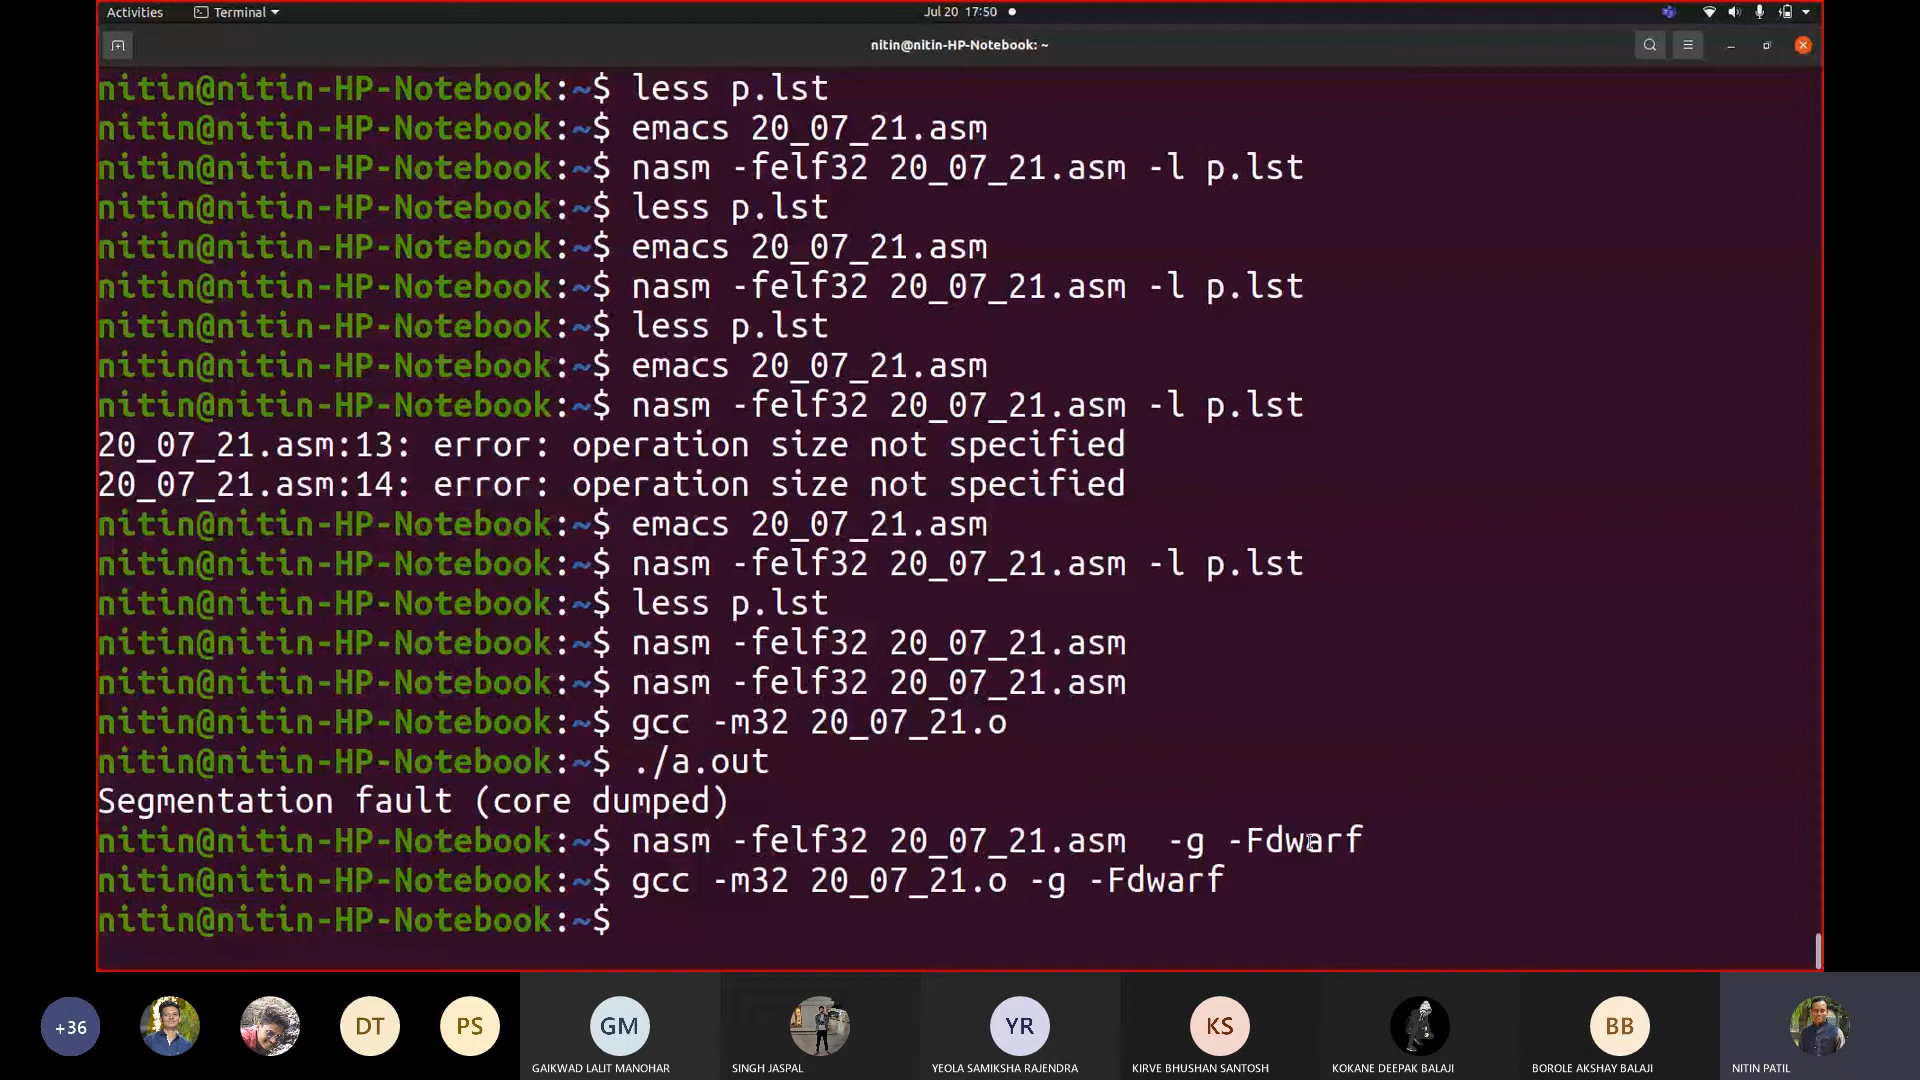 Activities Terminal Jul 20 17:50
nitin@nitin-HP-Notebook: ~
nitin@nitin-HP-Notebook:~$ less p.lst
nitin@nitin-HP-Notebook:~$ emacs 20_07_21.asm
nitin@nitin-HP-Notebook:~$ nasm -felf32 20_07_21.asm -l p.lst
nitin@nitin-HP-Notebook:~$ less p.lst
nitin@nitin-HP-Notebook:~$ emacs 20_07_21.asm
nitin@nitin-HP-Notebook:~$ nasm -felf32 20_07_21.asm -l p.lst
nitin@nitin-HP-Notebook:~$ less p.lst
nitin@nitin-HP-Notebook:~$ emacs 20_07_21.asm
nitin@nitin-HP-Notebook:~$ nasm -felf32 20_07_21.asm -l p.lst
20_07_21.asm:13: error: operation size not specified
20_07_21.asm:14: error: operation size not specified
nitin@nitin-HP-Notebook:~$ emacs 20_07_21.asm
nitin@nitin-HP-Notebook:~$ nasm -felf32 20_07_21.asm -l p.lst
nitin@nitin-HP-Notebook:~$ less p.lst
nitin@nitin-HP-Notebook:~$ nasm -felf32 20_07_21.asm
nitin@nitin-HP-Notebook:~$ nasm -felf32 20_07_21.asm
nitin@nitin-HP-Notebook:~$ gcc -m32 20_07_21.o
nitin@nitin-HP-Notebook:~$ ./a.out
Segmentation fault (core dumped)
nitin@nitin-HP-Notebook:~$ nasm -felf32 20_07_21.asm  -g -Fdwarf
nitin@nitin-HP-Notebook:~$ gcc -m32 20_07_21.o -g -Fdwarf
nitin@nitin-HP-Notebook:~$
+36 DT PS GM YR KS BB
GAIKWAD LALIT MANOHAR SINGH JASPAL YEOLA SAMIKSHA RAJENDRA KIRVE BHUSHAN SANTOSH KOKANE DEEPAK BALAJI BOROLE AKSHAY BALAJI NITIN PATIL